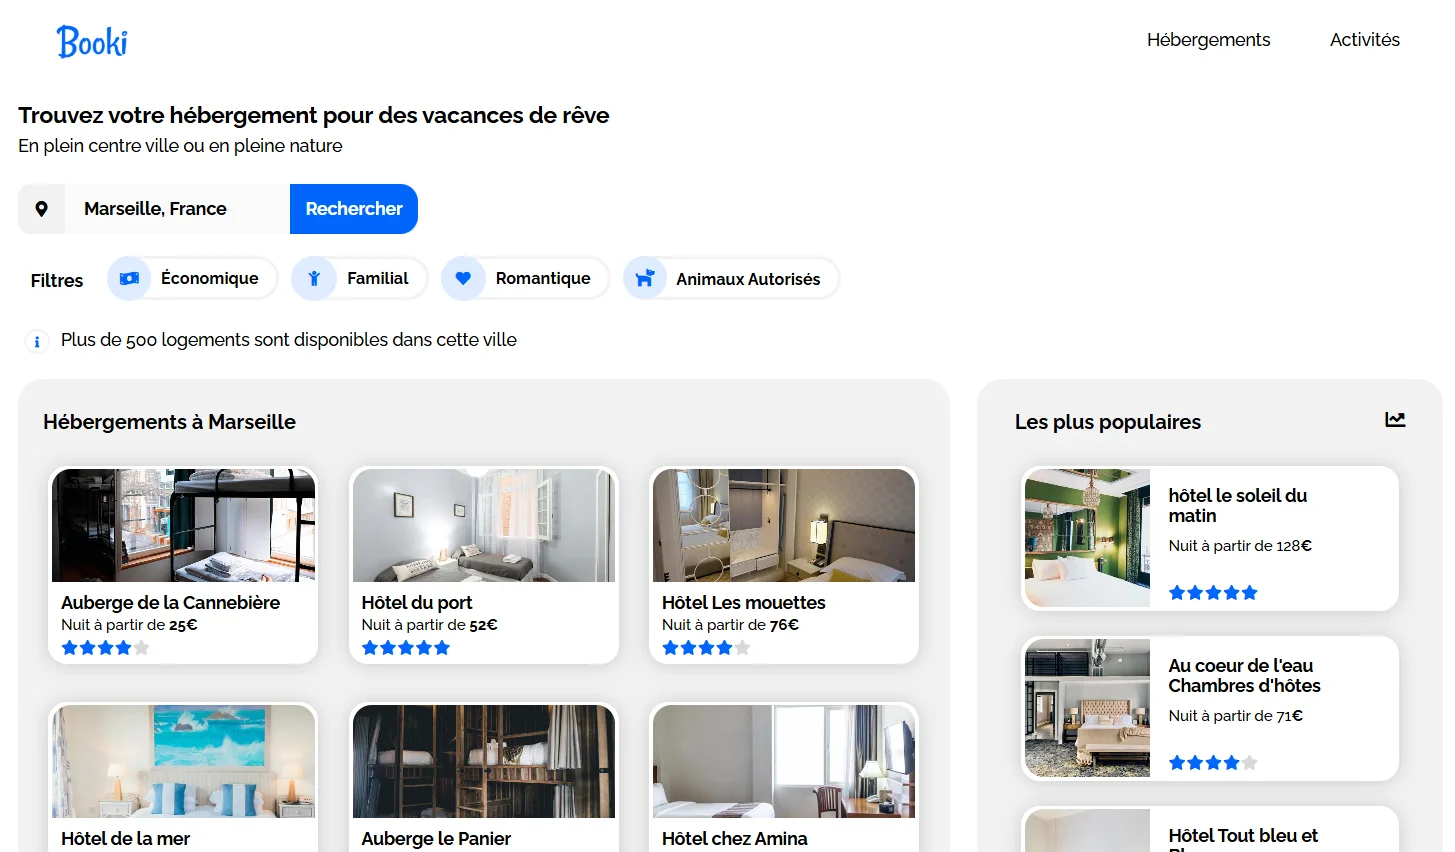 Booki
Hébergements
Activités
Trouvez votre hébergement pour des vacances de rêve
En plein centre ville ou en pleine nature
Marseille, France
Rechercher
Filtres
Économique
Familial
Romantique
Animaux Autorisés
Plus de 500 logements sont disponibles dans cette ville
Hébergements à Marseille
Auberge de la Cannebière
Nuit à partir de 25€
Hôtel du port
Nuit à partir de 52€
Hôtel Les mouettes
Nuit à partir de 76€
Hôtel de la mer
Auberge le Panier
Hôtel chez Amina
Les plus populaires
hôtel le soleil du
matin
Nuit à partir de 128€
Au coeur de l'eau
Chambres d'hôtes
Nuit à partir de 71€
Hôtel Tout bleu et